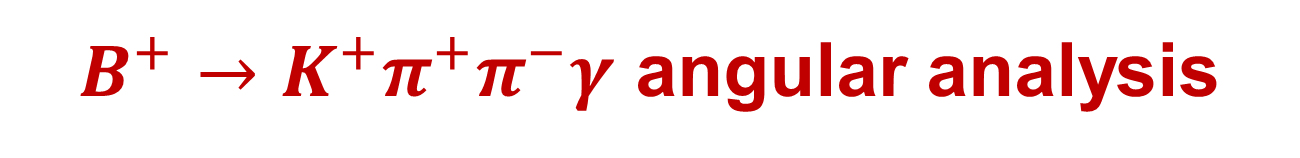 B⁺ → K⁺π⁺π⁻γ angular analysis